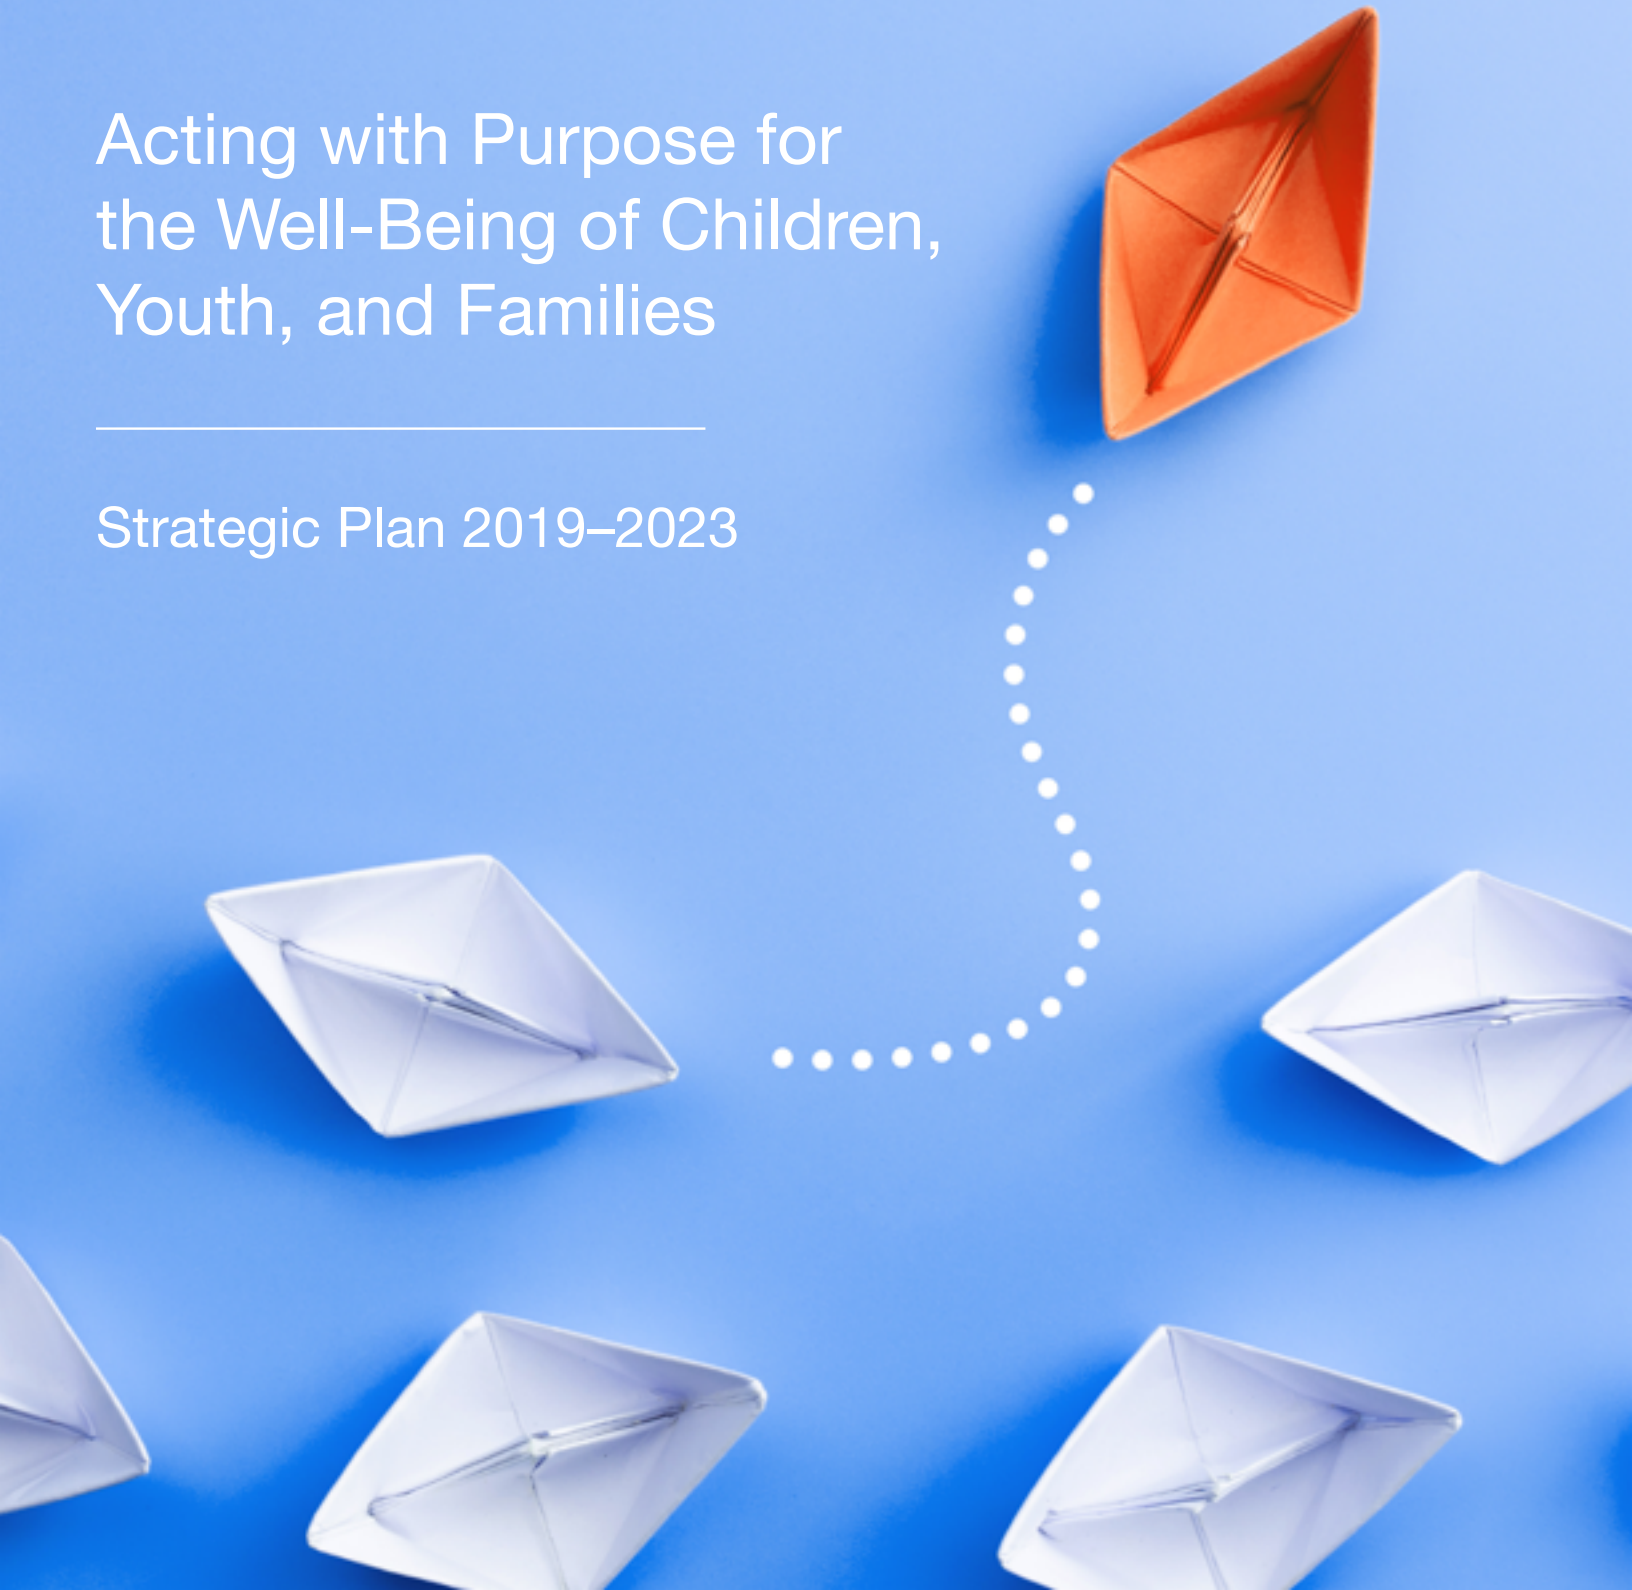 Acting with Purpose for
the Well-Being of Children,
Youth, and Families
Strategic Plan 2019–2023